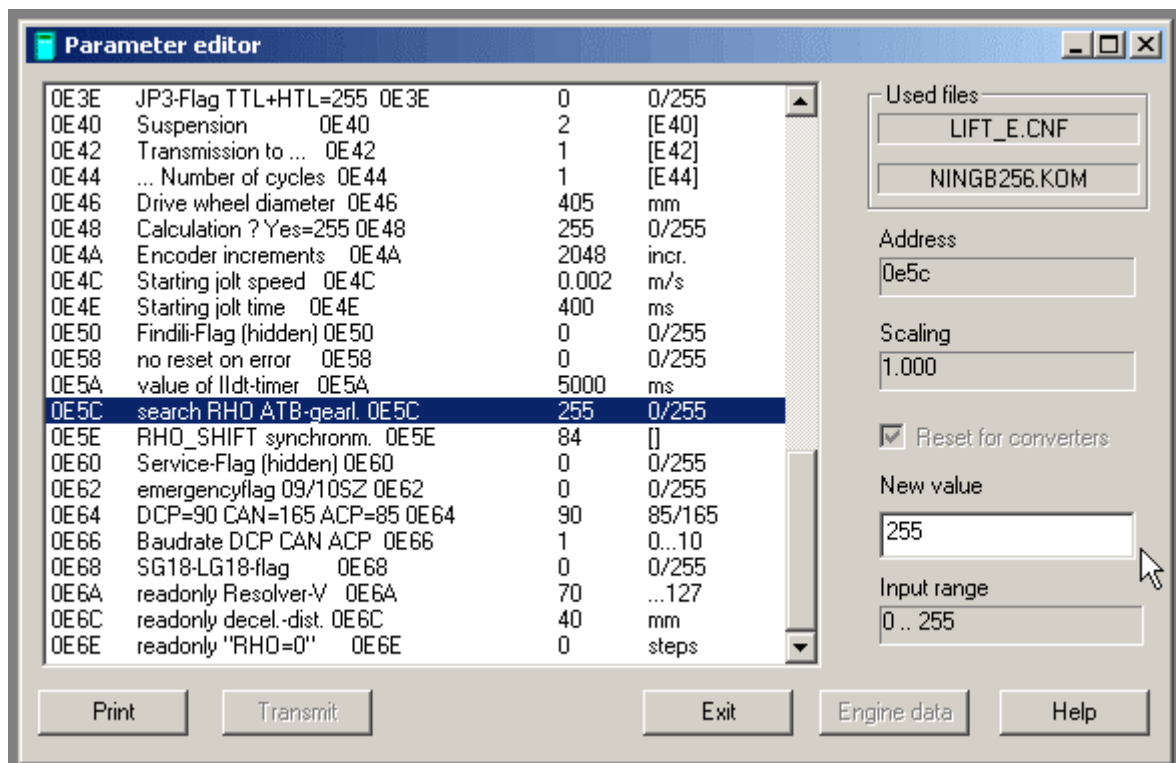 Parameter editor
0E3E JP3-Flag TTL+HTL=255 0E3E 0 0/255
0E40 Suspension 0E40 2 [E40]
0E42 Transmission to ... 0E42 1 [E42]
0E44 ... Number of cycles 0E44 1 [E44]
0E46 Drive wheel diameter 0E46 405 mm
0E48 Calculation ? Yes=255 0E48 255 0/255
0E4A Encoder increments 0E4A 2048 incr.
0E4C Starting jolt speed 0E4C 0.002 m/s
0E4E Starting jolt time 0E4E 400 ms
0E50 Findili-Flag (hidden) 0E50 0 0/255
0E58 no reset on error 0E58 0 0/255
0E5A value of IIdt-timer 0E5A 5000 ms
0E5C search RHO ATB-gearl. 0E5C 255 0/255
0E5E RHO_SHIFT synchronm. 0E5E 84 []
0E60 Service-Flag (hidden) 0E60 0 0/255
0E62 emergencyflag 09/10SZ 0E62 0 0/255
0E64 DCP=90 CAN=165 ACP=85 0E64 90 85/165
0E66 Baudrate DCP CAN ACP 0E66 1 0...10
0E68 SG18-LG18-flag 0E68 0 0/255
0E6A readonly Resolver-V 0E6A 70 ...127
0E6C readonly decel.-dist. 0E6C 40 mm
0E6E readonly "RHO=0" 0E6E 0 steps
Used files
LIFT_E.CNF
NINGB256.KOM
Address
0e5c
Scaling
1.000
Reset for converters
New value
255
Input range
0 .. 255
Print Transmit Exit Engine data Help